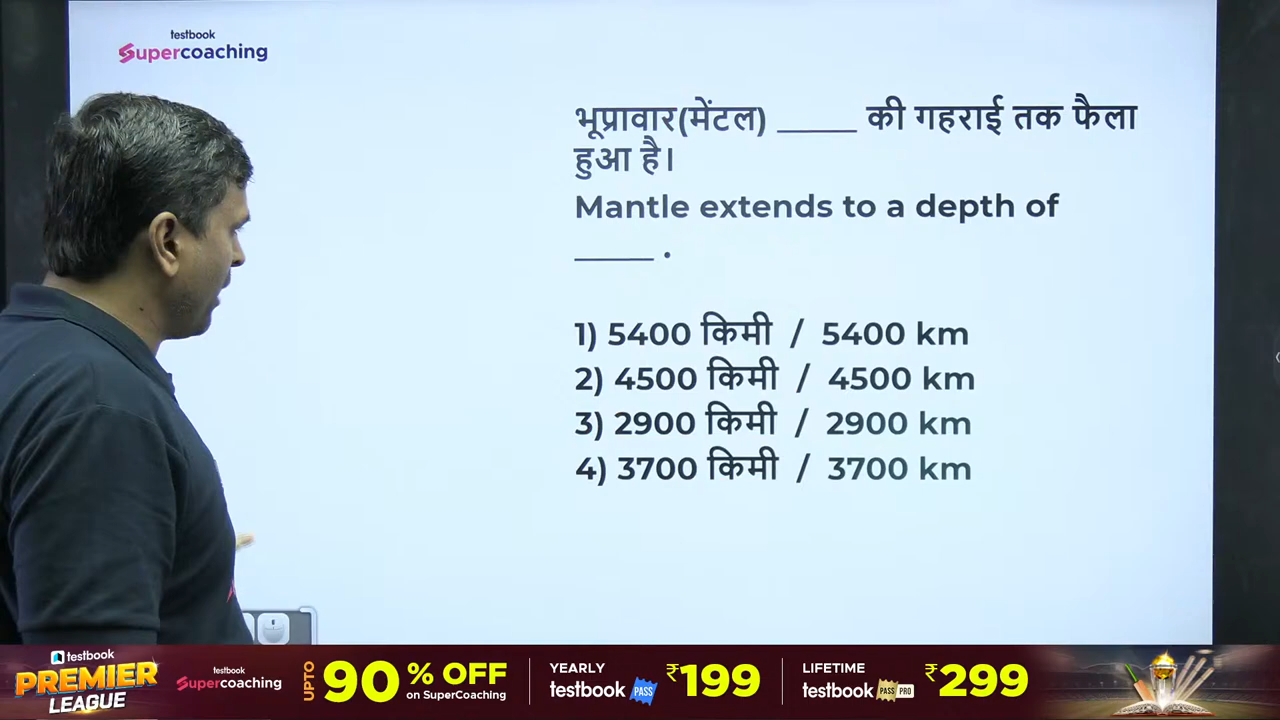 testbook
Supercoaching
भूप्रावार(मेंटल) _____ की गहराई तक फैला
हुआ है।
Mantle extends to a depth of
_____ .
1) 5400 किमी / 5400 km
2) 4500 किमी / 4500 km
3) 2900 किमी / 2900 km
4) 3700 किमी / 3700 km
testbook
PREMIER
LEAGUE
testbook
Supercoaching
UPTO 90 % OFF
on SuperCoaching
YEARLY
testbook PASS
₹199
LIFETIME
testbook PASS PRO
₹299